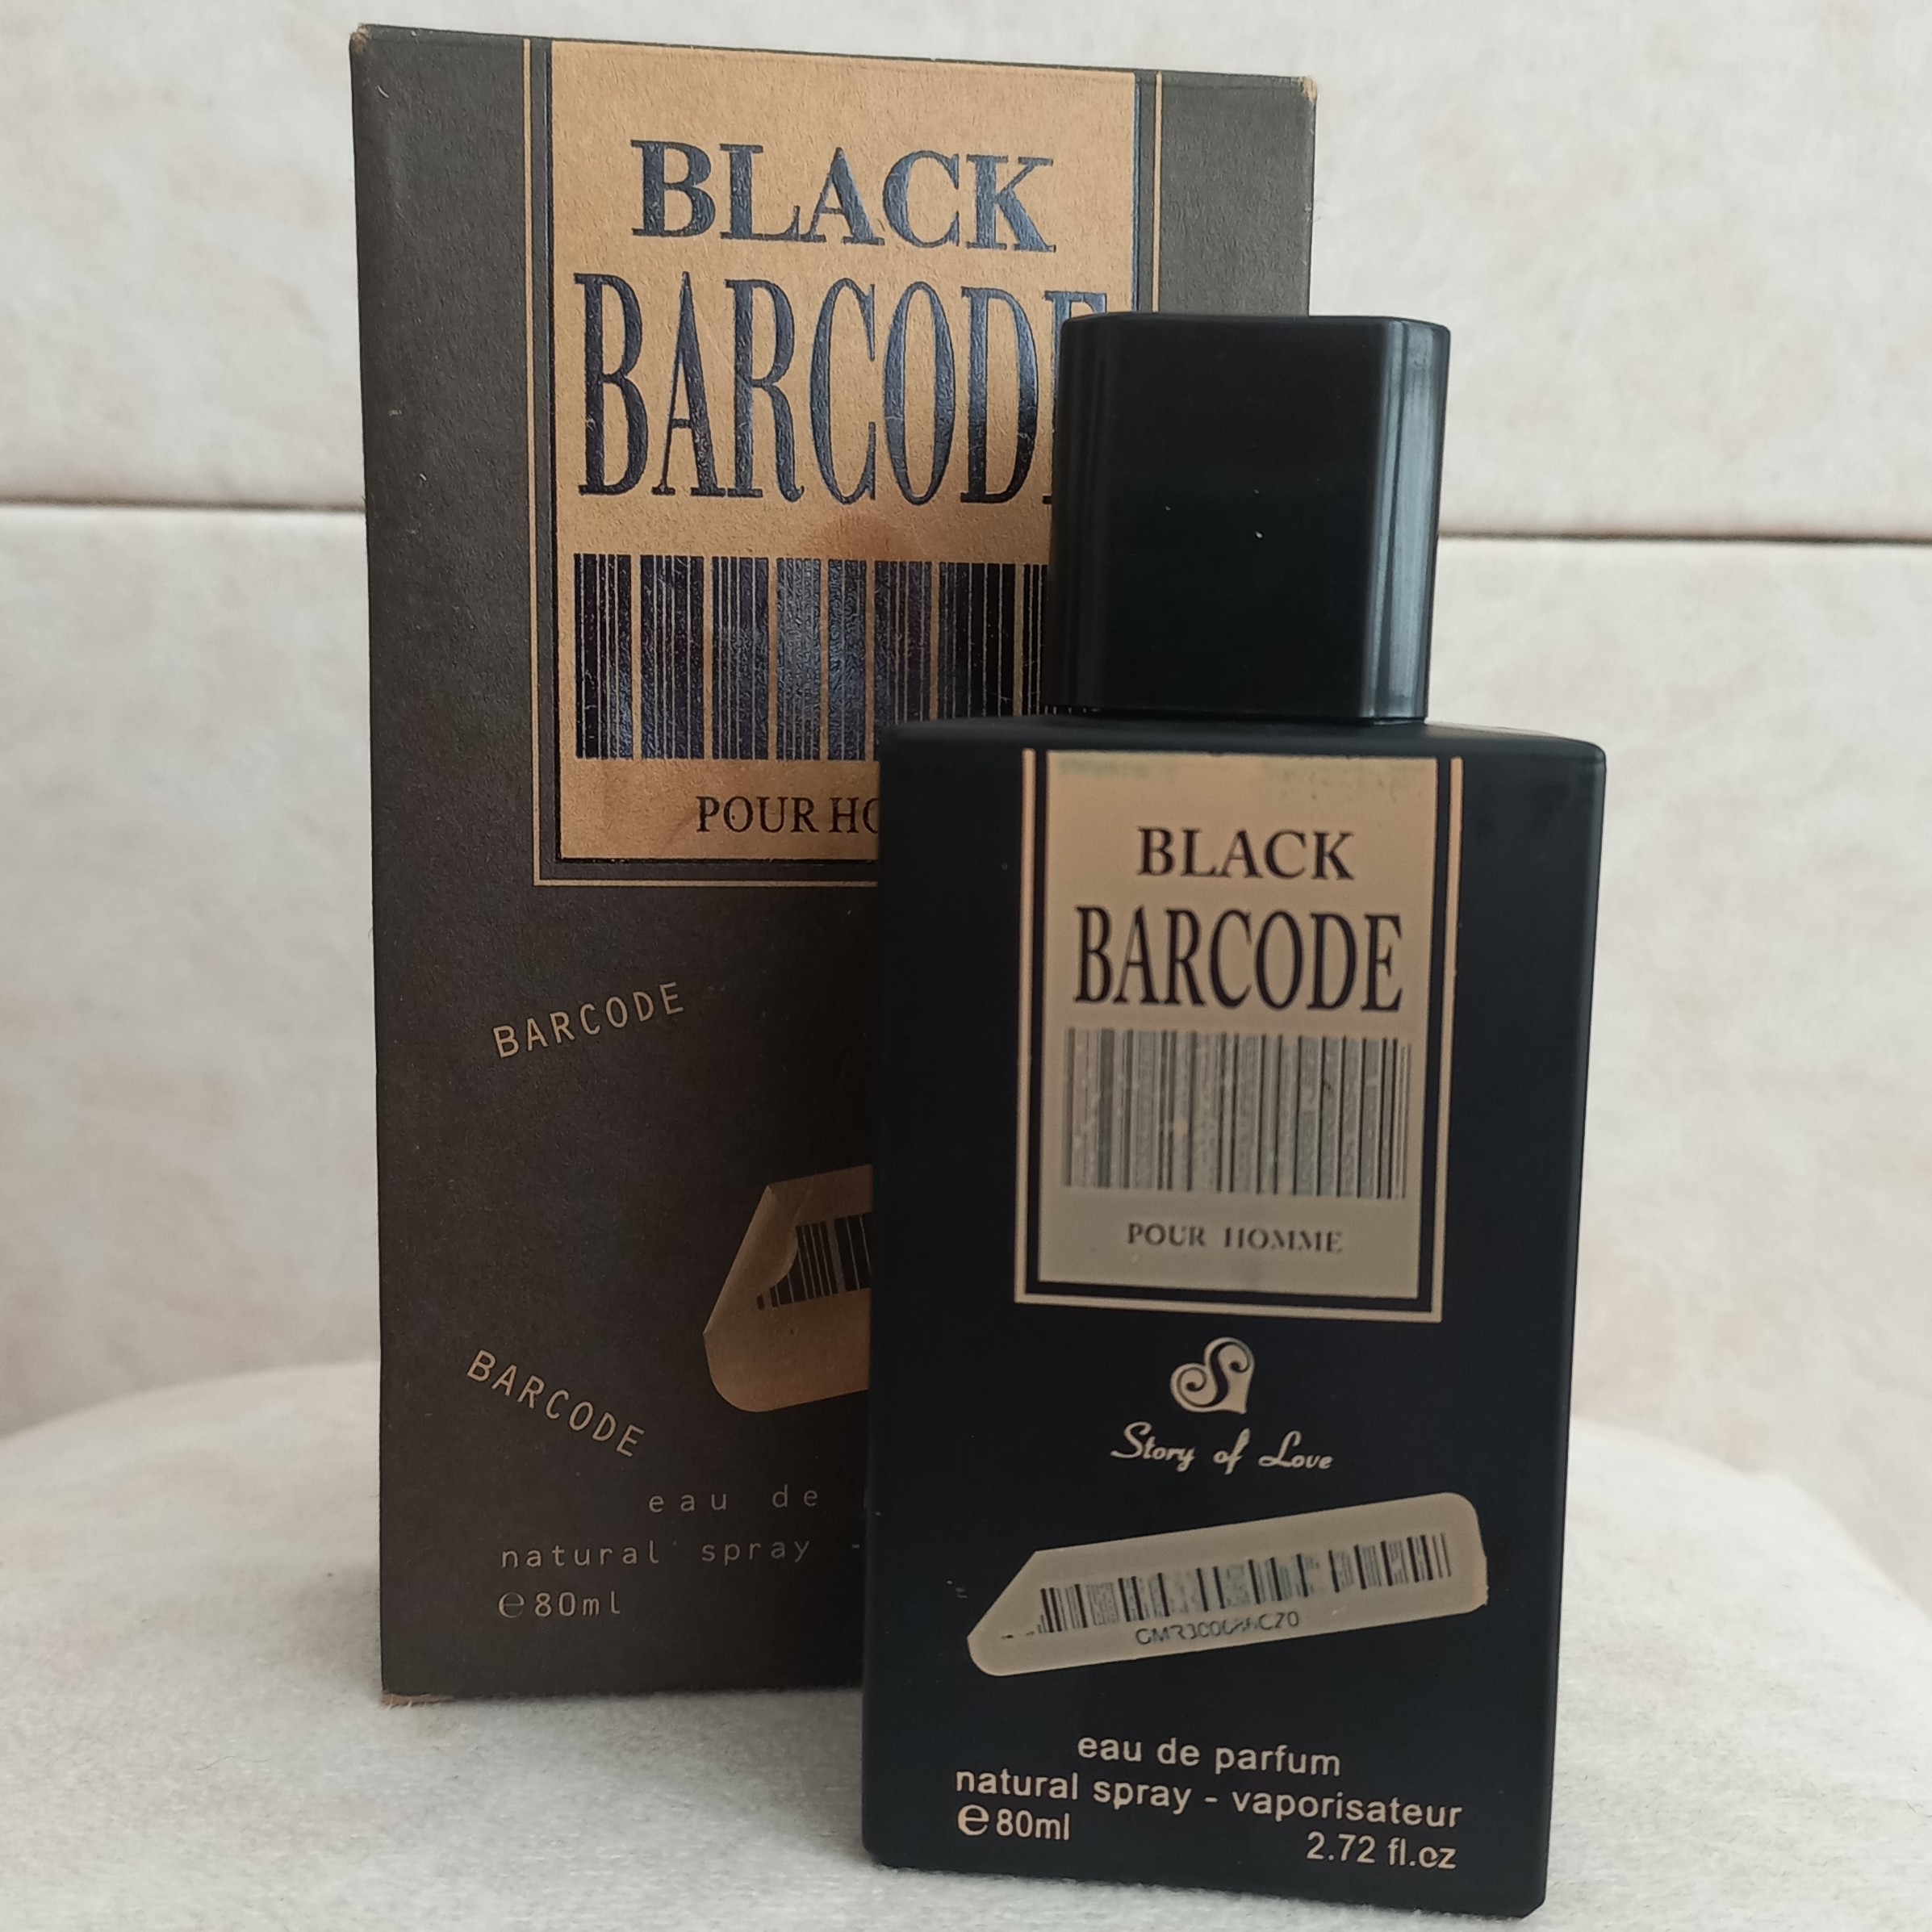 BLACK
BARCODE
POUR HO
BARCODE
BARCODE
eau de
natural spray -
℮80ml
BLACK
BARCODE
POUR HOMME
S
Story of Love
eau de parfum
natural spray - vaporisateur
℮80ml
2.72 fl.oz